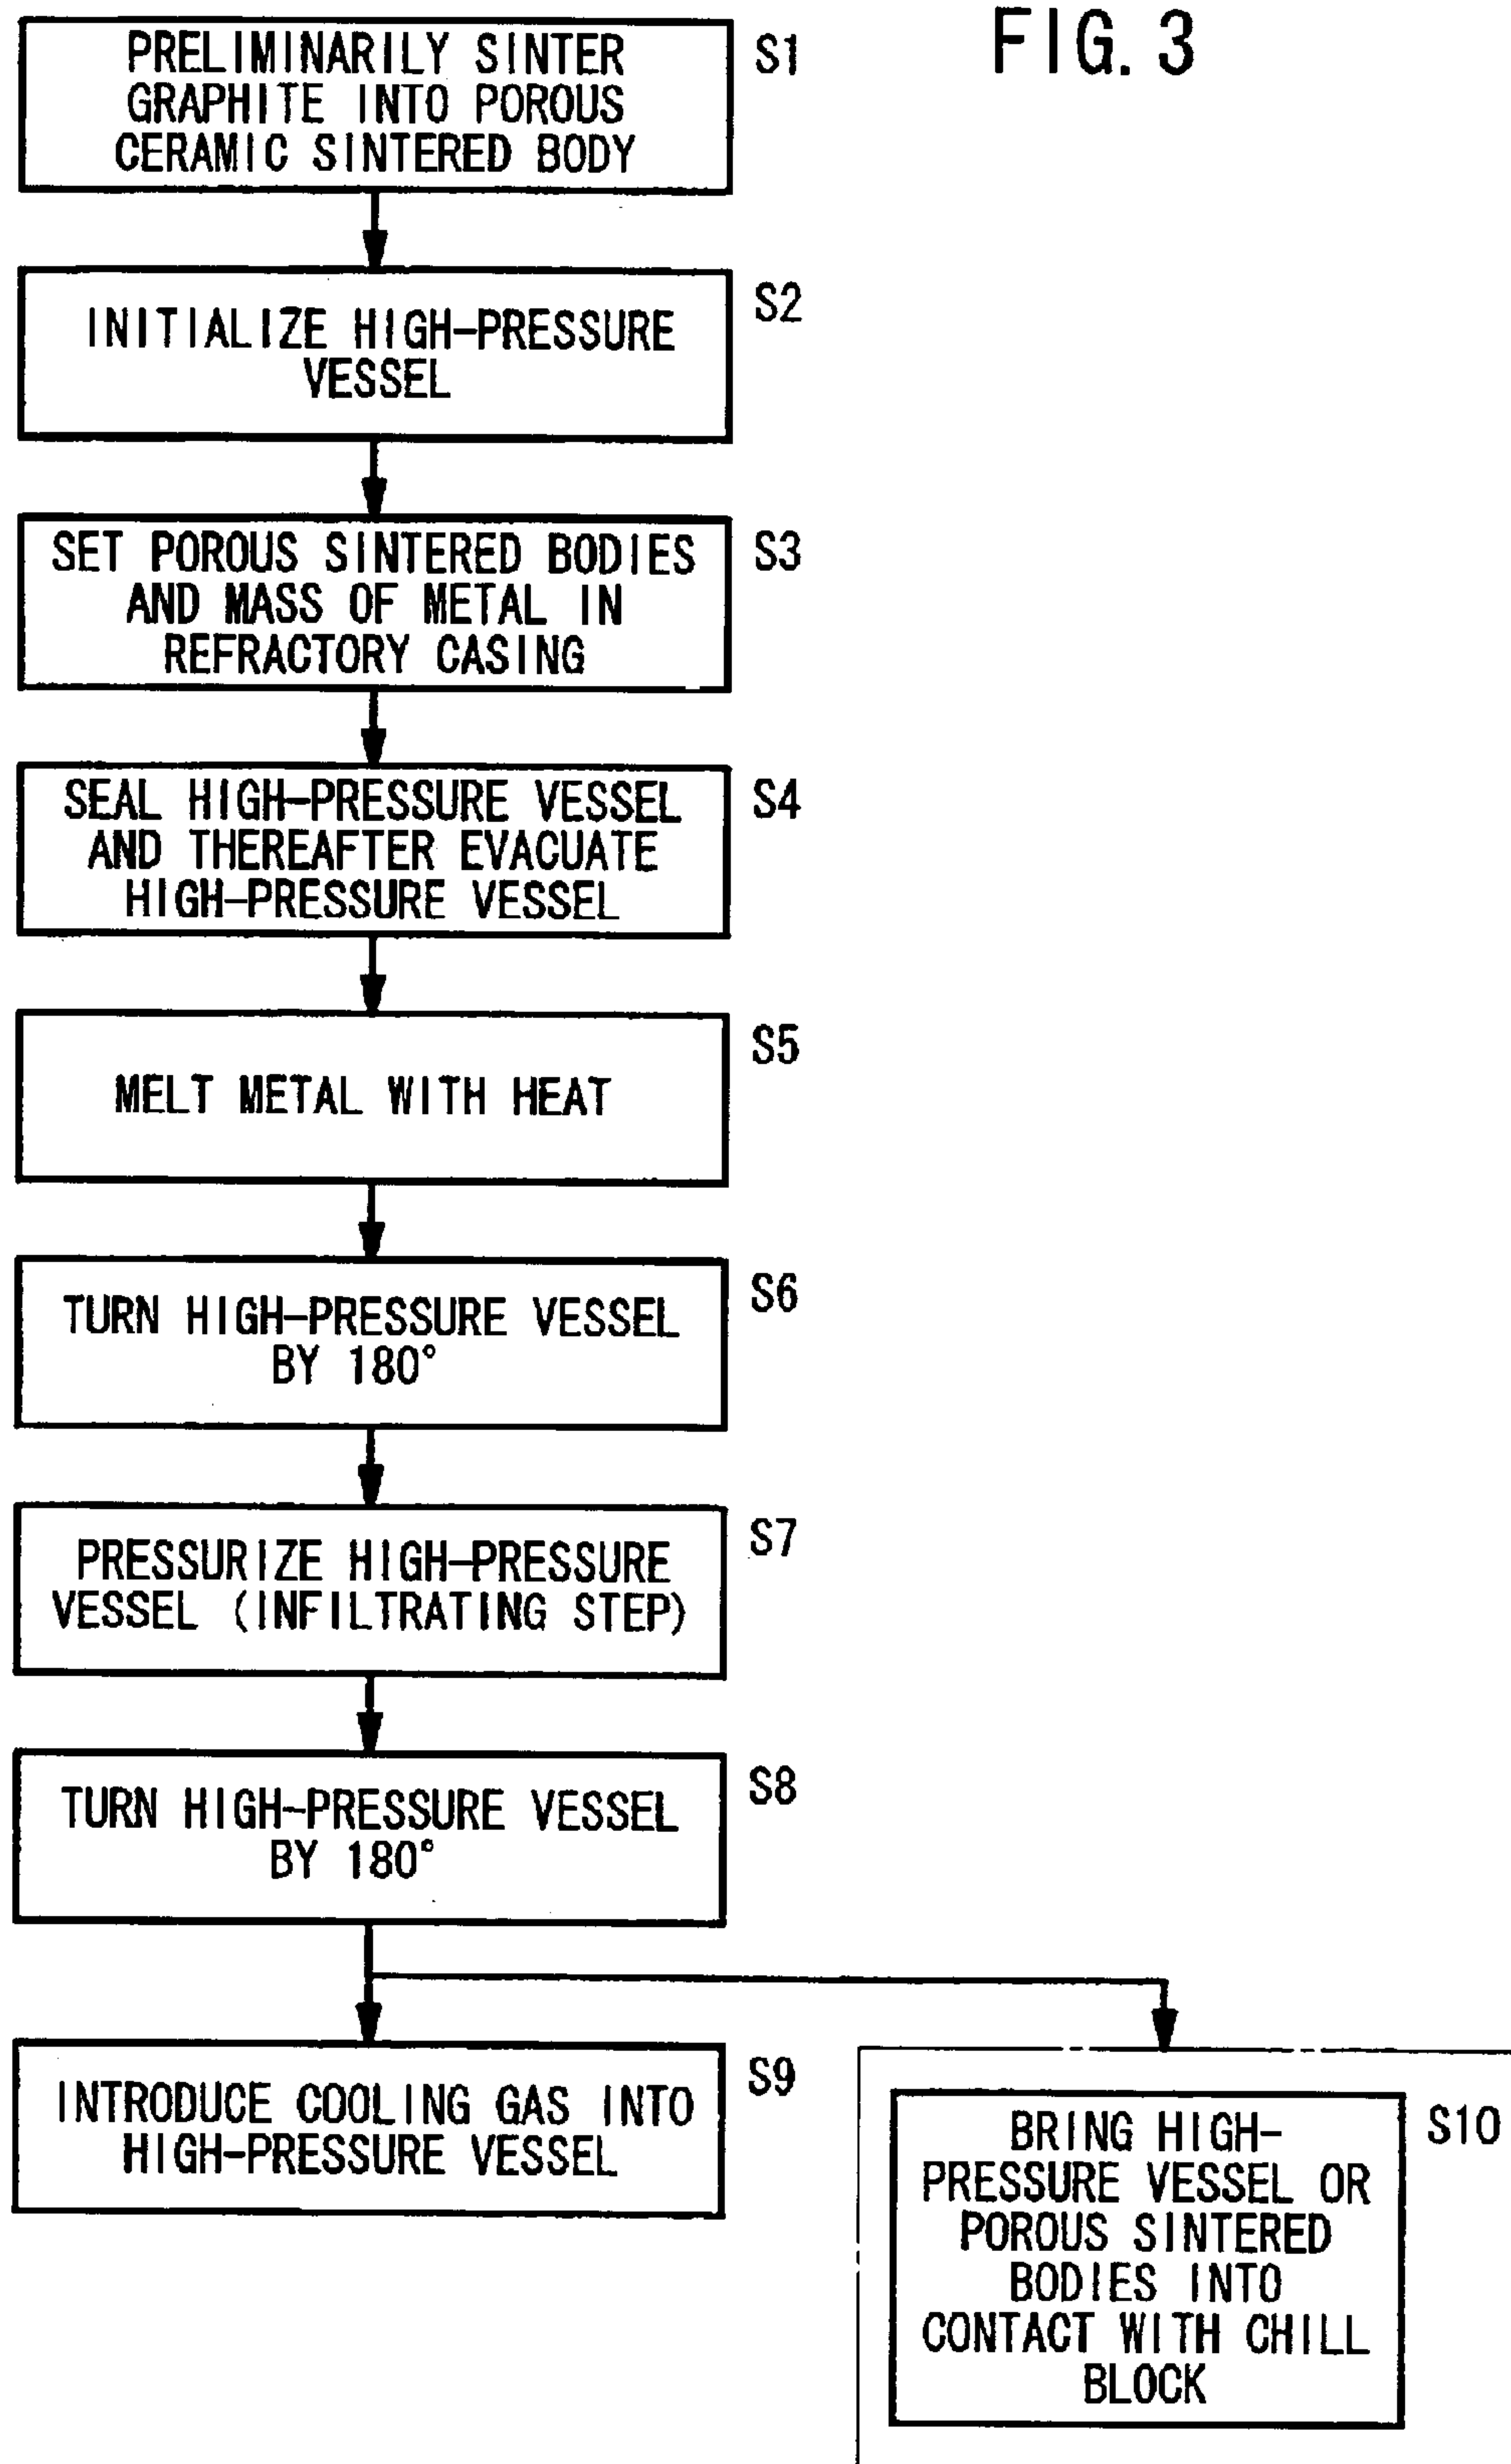 FIG. 3
PRELIMINARILY SINTER
GRAPHITE INTO POROUS
CERAMIC SINTERED BODY
S1
INITIALIZE HIGH-PRESSURE
VESSEL
S2
SET POROUS SINTERED BODIES
AND MASS OF METAL IN
REFRACTORY CASING
S3
SEAL HIGH-PRESSURE VESSEL
AND THEREAFTER EVACUATE
HIGH-PRESSURE VESSEL
S4
MELT METAL WITH HEAT
S5
TURN HIGH-PRESSURE VESSEL
BY 180°
S6
PRESSURIZE HIGH-PRESSURE
VESSEL (INFILTRATING STEP)
S7
TURN HIGH-PRESSURE VESSEL
BY 180°
S8
INTRODUCE COOLING GAS INTO
HIGH-PRESSURE VESSEL
S9
BRING HIGH-
PRESSURE VESSEL OR
POROUS SINTERED
BODIES INTO
CONTACT WITH CHILL
BLOCK
S10